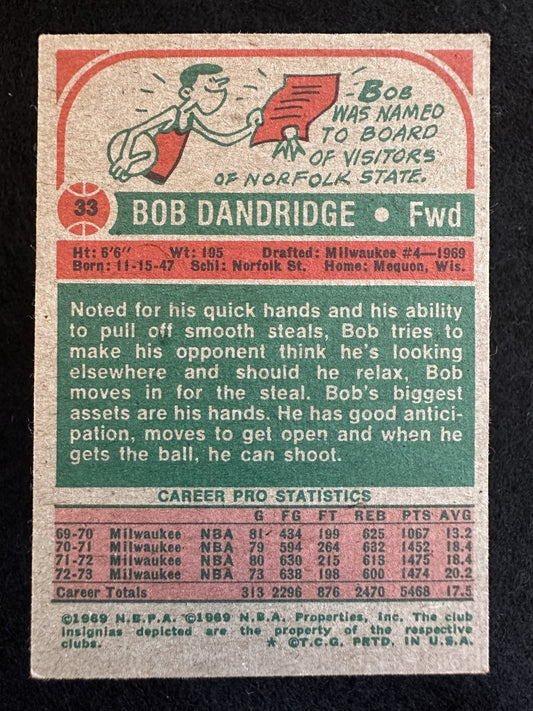 BOB
WAS NAMED
TO BOARD
OF VISITORS
OF NORFOLK STATE.
33 BOB DANDRIDGE • Fwd
Ht: 6'6" Wt: 195 Drafted: Milwaukee #4—1969
Born: 11-15-47 Schl: Norfolk St. Home: Mequon, Wis.
Noted for his quick hands and his ability
to pull off smooth steals, Bob tries to
make his opponent think he's looking
elsewhere and should he relax, Bob
moves in for the steal. Bob's biggest
assets are his hands. He has good antici-
pation, moves to get open and when he
gets the ball, he can shoot.
CAREER PRO STATISTICS
G FG FT REB PTS AVG
69-70 Milwaukee NBA 81 434 199 625 1067 13.2
70-71 Milwaukee NBA 79 594 264 632 1452 18.4
71-72 Milwaukee NBA 80 630 215 613 1475 18.4
72-73 Milwaukee NBA 73 638 198 600 1474 20.2
Career Totals 313 2296 876 2470 5468 17.5
©1969 N.B.P.A. ©1969 N.B.A. Properties, Inc. The club
insignias depicted are the property of the respective
clubs. * ©T.C.G. PRTD. IN U.S.A.